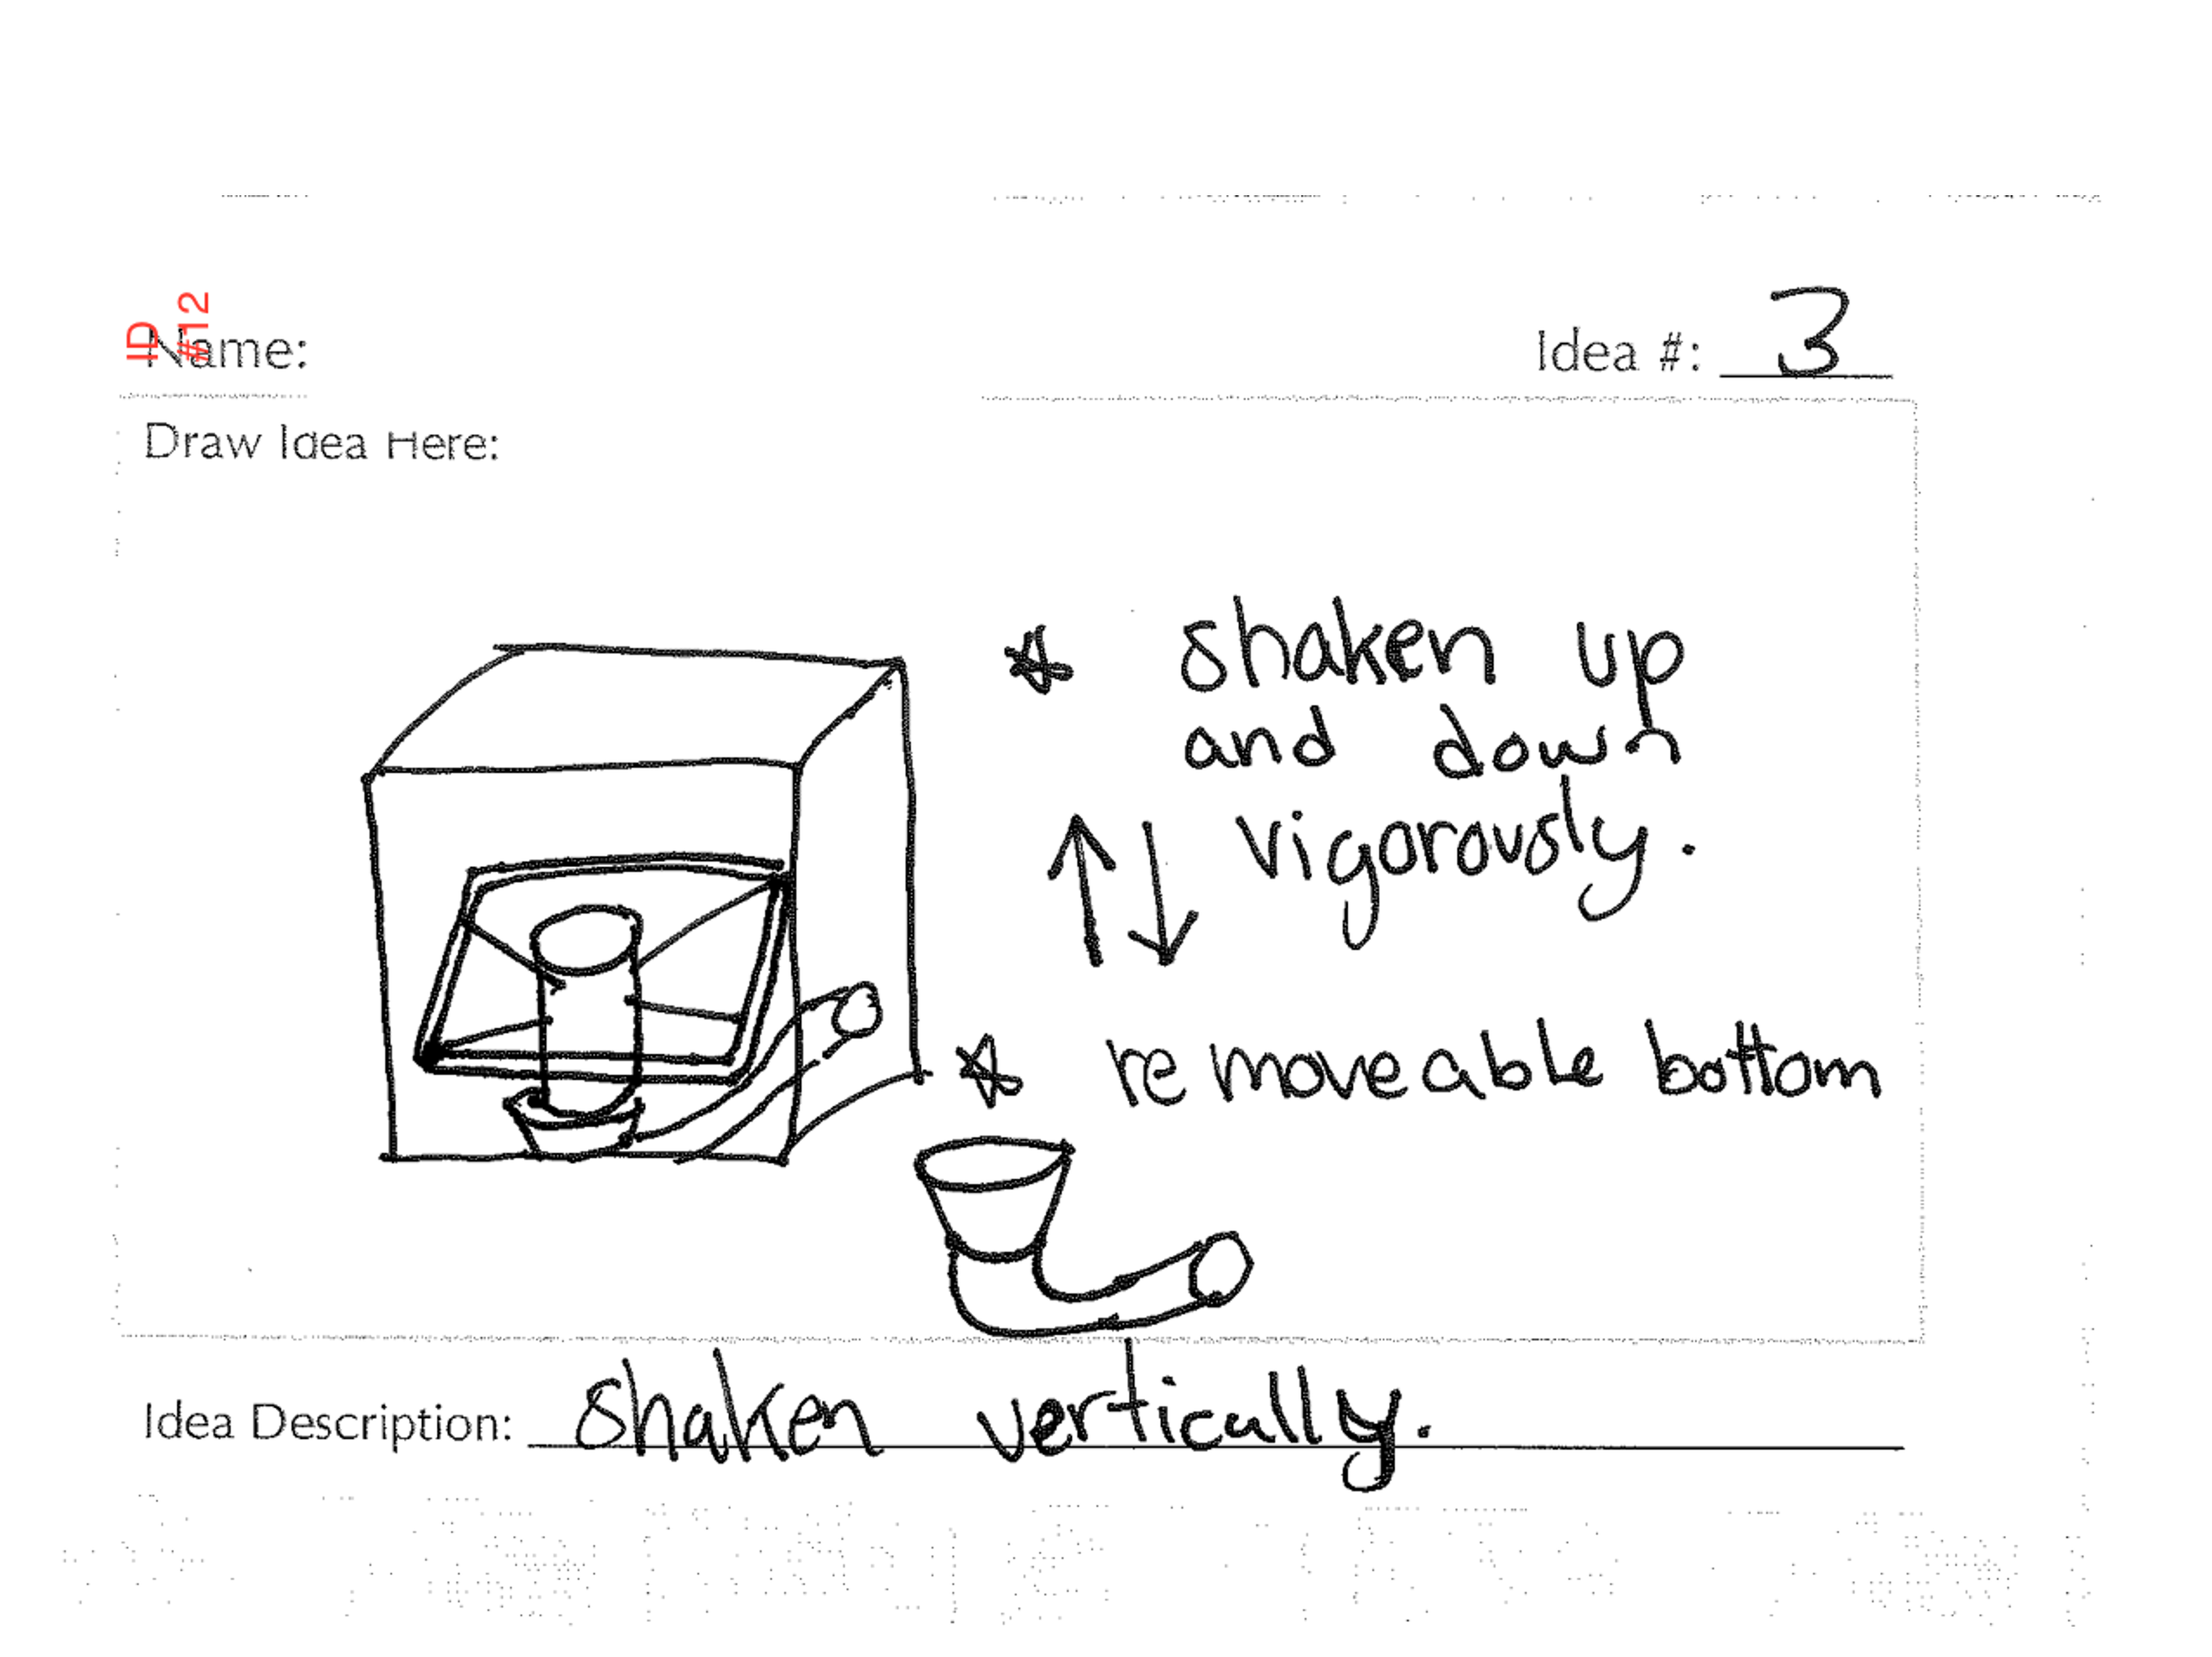 ID
#12
Name:
Idea #: 3
Draw Idea Here:
shaken up
and down
vigorously.
removeable bottom
Idea Description: shaken vertically.